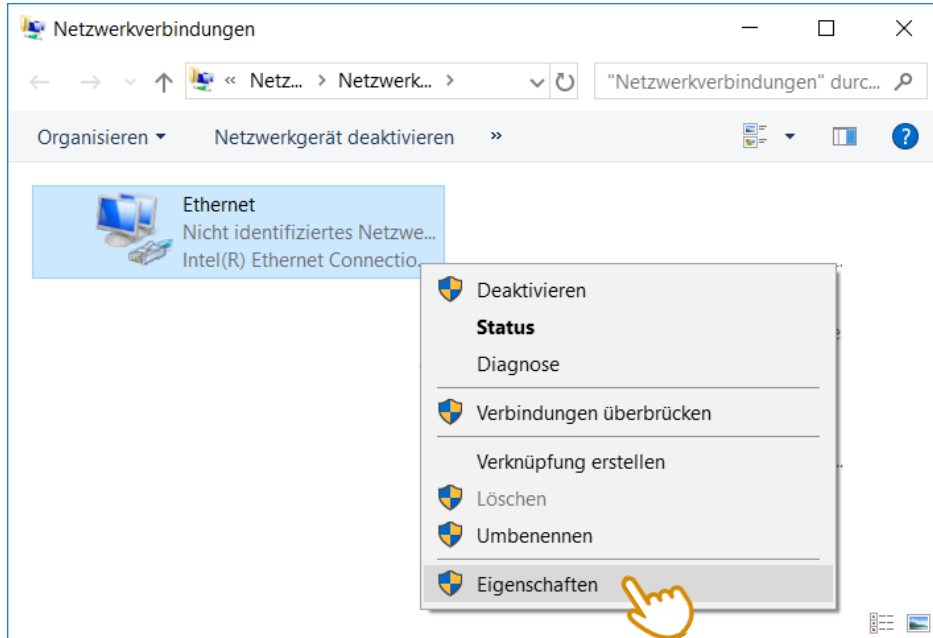 Netzwerkverbindungen
« Netz... > Netzwerk... >
"Netzwerkverbindungen" durc...
Organisieren
Netzwerkgerät deaktivieren
»
?
Ethernet
Nicht identifiziertes Netzwe...
Intel(R) Ethernet Connectio...
Deaktivieren
Status
Diagnose
Verbindungen überbrücken
Verknüpfung erstellen
Löschen
Umbenennen
Eigenschaften